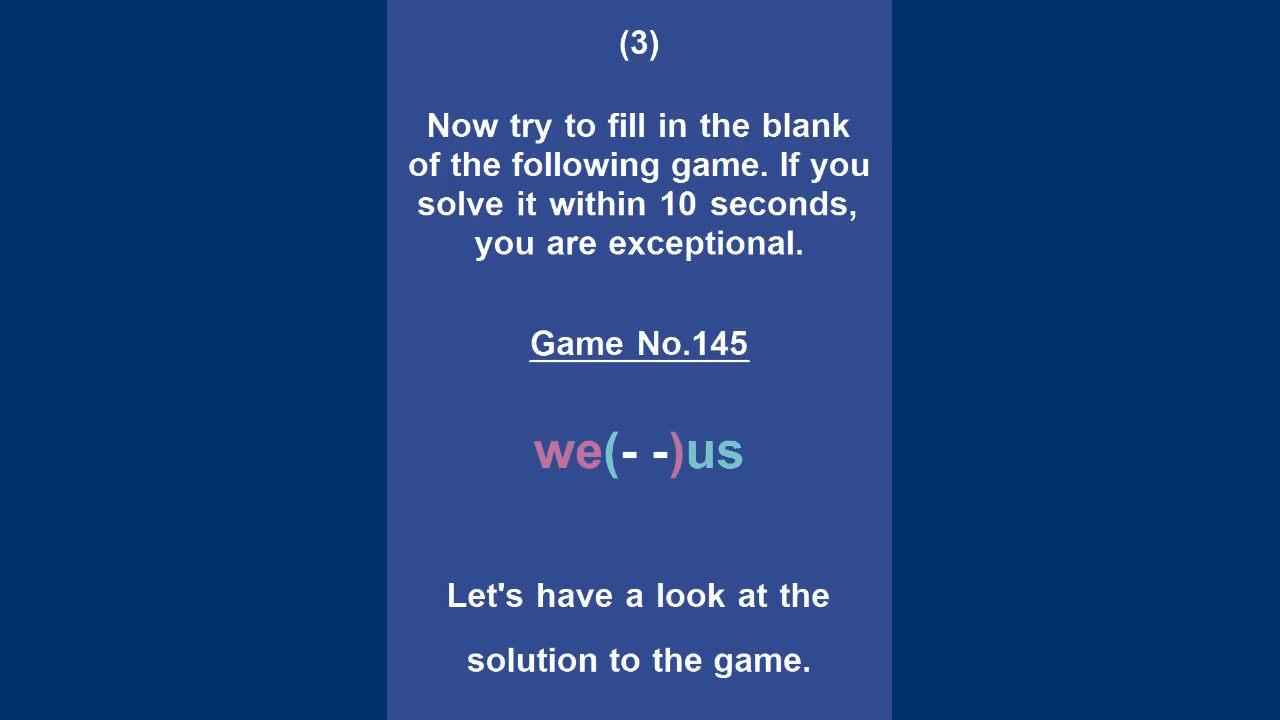 (3)
Now try to fill in the blank
of the following game. If you
solve it within 10 seconds,
you are exceptional.
Game No.145
we(- -)us
Let's have a look at the
solution to the game.